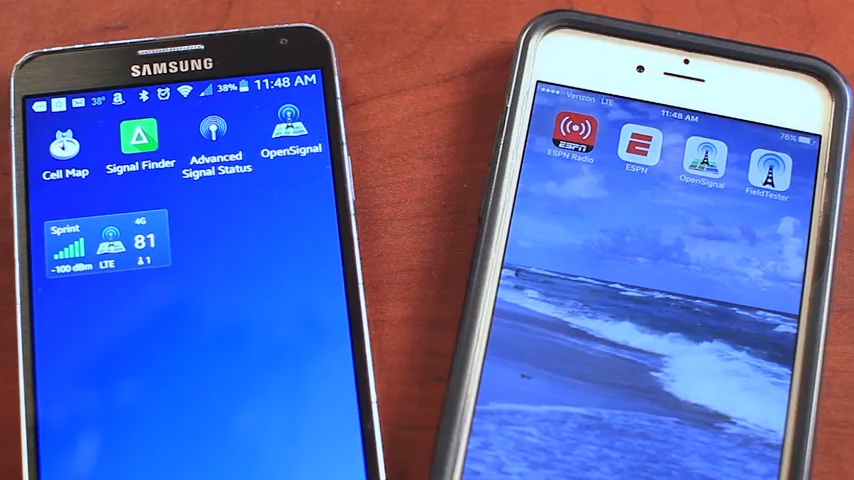 SAMSUNG
38° 38% 11:48 AM
Cell Map
Signal Finder
Advanced
Signal Status
OpenSignal
Sprint
4G
81
-100 dBm
LTE
1
Verizon LTE
11:48 AM
76%
ESPN
ESPN Radio
E
ESPN
OpenSignal
FieldTester